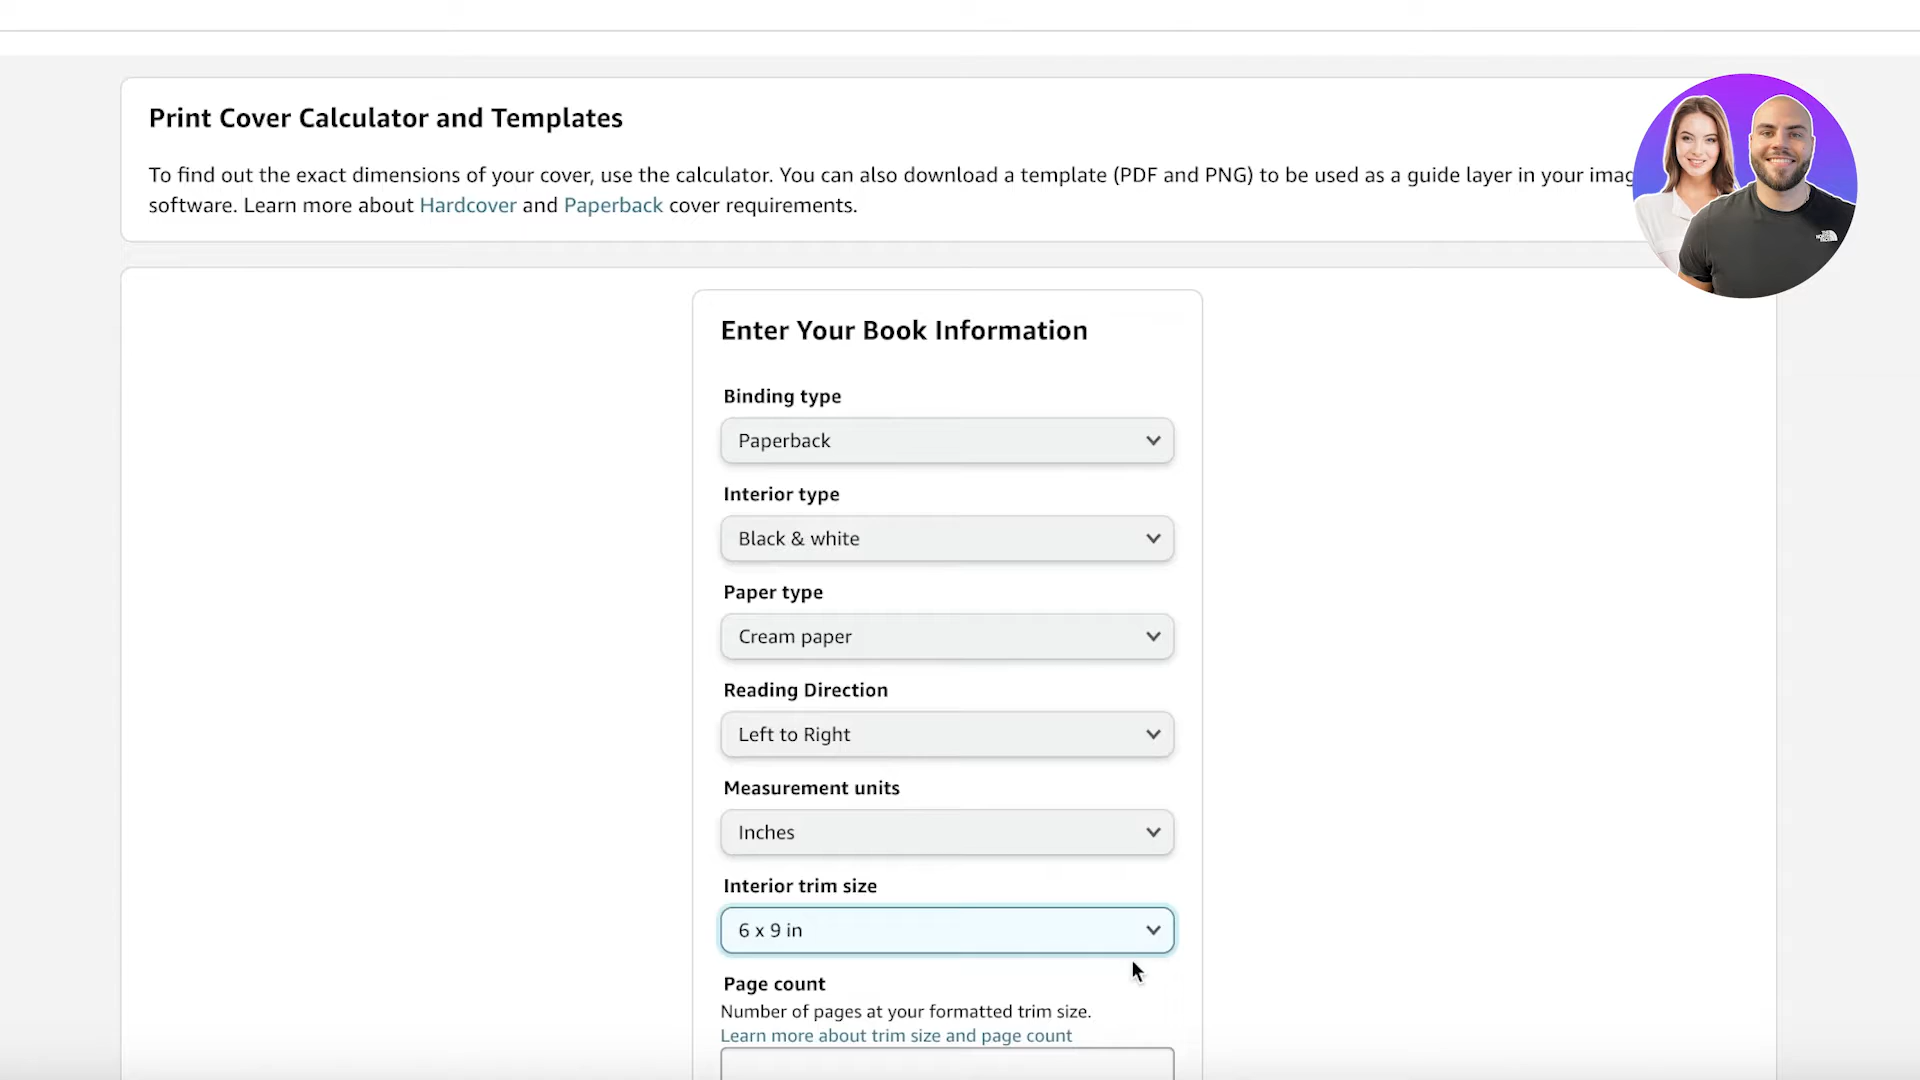 Print Cover Calculator and Templates
To find out the exact dimensions of your cover, use the calculator. You can also download a template (PDF and PNG) to be used as a guide layer in your imag
software. Learn more about Hardcover and Paperback cover requirements.
Enter Your Book Information
Binding type
Paperback
Interior type
Black & white
Paper type
Cream paper
Reading Direction
Left to Right
Measurement units
Inches
Interior trim size
6 x 9 in
Page count
Number of pages at your formatted trim size.
Learn more about trim size and page count